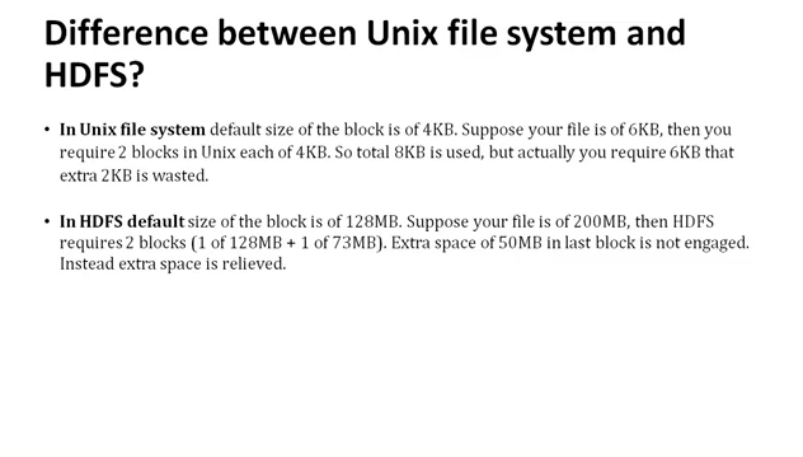 Difference between Unix file system and
HDFS?
• In Unix file system default size of the block is of 4KB. Suppose your file is of 6KB, then you
require 2 blocks in Unix each of 4KB. So total 8KB is used, but actually you require 6KB that
extra 2KB is wasted.
• In HDFS default size of the block is of 128MB. Suppose your file is of 200MB, then HDFS
requires 2 blocks (1 of 128MB + 1 of 73MB). Extra space of 50MB in last block is not engaged.
Instead extra space is relieved.